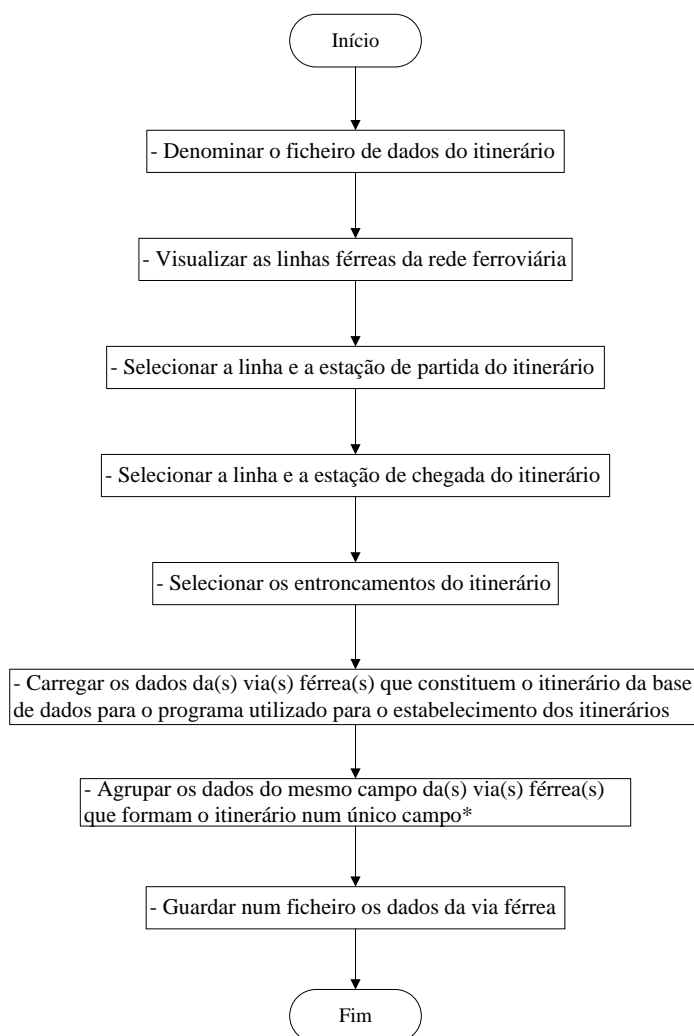 Início
- Denominar o ficheiro de dados do itinerário
- Visualizar as linhas férreas da rede ferroviária
- Selecionar a linha e a estação de partida do itinerário
- Selecionar a linha e a estação de chegada do itinerário
- Selecionar os entroncamentos do itinerário
- Carregar os dados da(s) via(s) férrea(s) que constituem o itinerário da base
de dados para o programa utilizado para o estabelecimento dos itinerários
- Agrupar os dados do mesmo campo da(s) via(s) férrea(s)
que formam o itinerário num único campo*
- Guardar num ficheiro os dados da via férrea
Fim